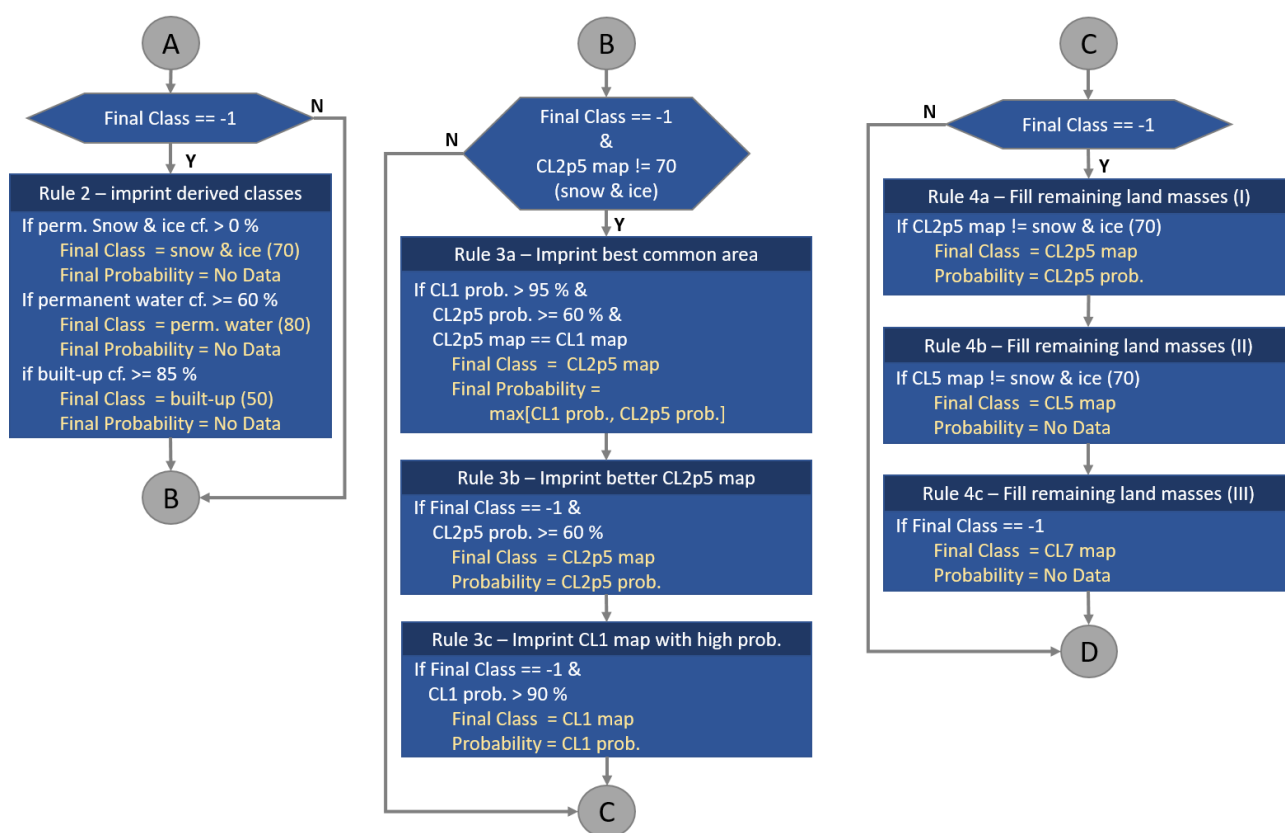 A
Final Class == -1
N
Y
Rule 2 – imprint derived classes
If perm. Snow & ice cf. > 0 %
Final Class = snow & ice (70)
Final Probability = No Data
If permanent water cf. >= 60 %
Final Class = perm. water (80)
Final Probability = No Data
if built-up cf. >= 85 %
Final Class = built-up (50)
Final Probability = No Data
B
B
Final Class == -1
&
CL2p5 map != 70
(snow & ice)
N
Y
Rule 3a – Imprint best common area
If CL1 prob. > 95 % &
CL2p5 prob. >= 60 % &
CL2p5 map == CL1 map
Final Class = CL2p5 map
Final Probability =
max[CL1 prob., CL2p5 prob.]
Rule 3b – Imprint better CL2p5 map
If Final Class == -1 &
CL2p5 prob. >= 60 %
Final Class = CL2p5 map
Probability = CL2p5 prob.
Rule 3c – Imprint CL1 map with high prob.
If Final Class == -1 &
CL1 prob. > 90 %
Final Class = CL1 map
Probability = CL1 prob.
C
C
N
Final Class == -1
Y
Rule 4a – Fill remaining land masses (I)
If CL2p5 map != snow & ice (70)
Final Class = CL2p5 map
Probability = CL2p5 prob.
Rule 4b – Fill remaining land masses (II)
If CL5 map != snow & ice (70)
Final Class = CL5 map
Probability = No Data
Rule 4c – Fill remaining land masses (III)
If Final Class == -1
Final Class = CL7 map
Probability = No Data
D